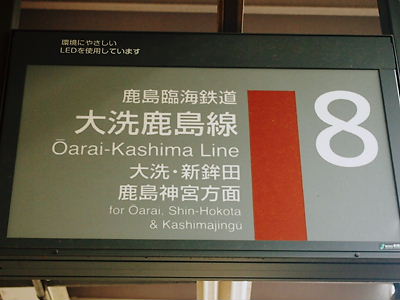 環境にやさしい
LEDを使用しています
鹿島臨海鉄道
大洗鹿島線
Ōarai-Kashima Line
大洗・新鉾田
鹿島神宮方面
for Ōarai, Shin-Hokota
& Kashimajingū
8